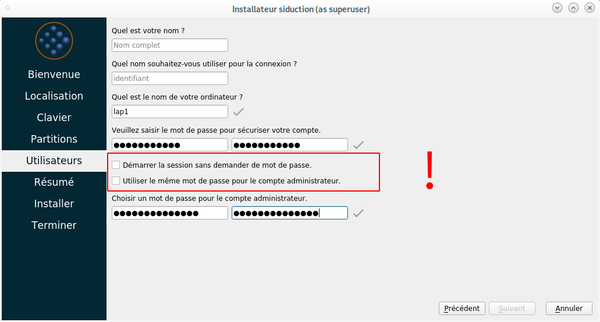 Installateur siduction (as superuser)
Bienvenue
Localisation
Clavier
Partitions
Utilisateurs
Résumé
Installer
Terminer
Quel est votre nom ?
Nom complet
Quel nom souhaitez-vous utiliser pour la connexion ?
identifiant
Quel est le nom de votre ordinateur ?
lap1
Veuillez saisir le mot de passe pour sécuriser votre compte.
●●●●●●●●●●● ●●●●●●●●●●●
Démarrer la session sans demander de mot de passe.
Utiliser le même mot de passe pour le compte administrateur.
!
Choisir un mot de passe pour le compte administrateur.
●●●●●●●●●●●●●● ●●●●●●●●●●●●●●
Précédent Suivant Annuler